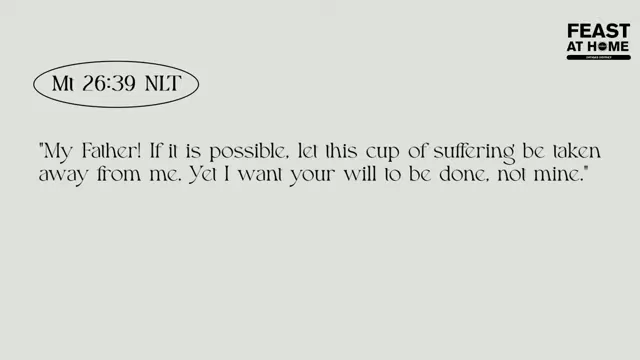 FEAST
AT HOME
Mt 26:39 NLT
"My Father! If it is possible, let this cup of suffering be taken
away from me. Yet I want your will to be done, not mine."